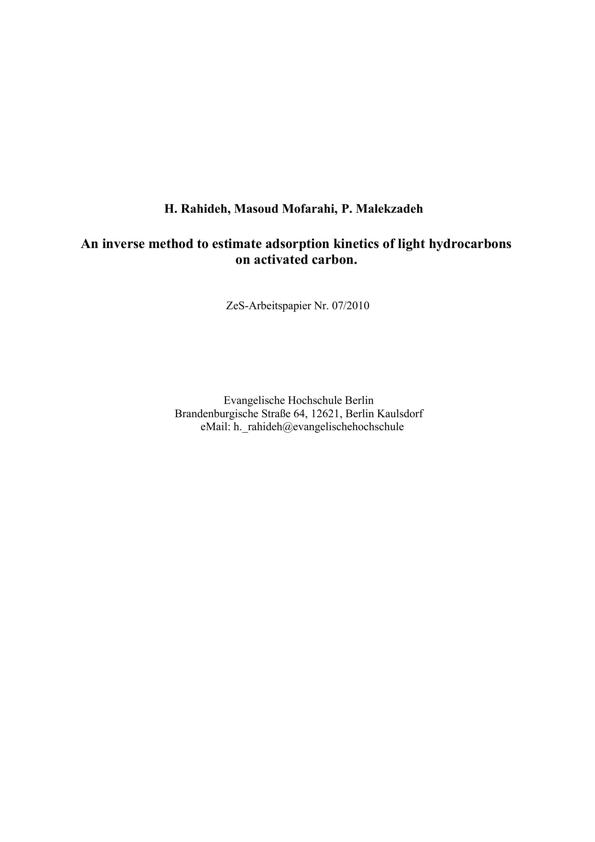 H. Rahideh, Masoud Mofarahi, P. Malekzadeh
An inverse method to estimate adsorption kinetics of light hydrocarbons
on activated carbon.
ZeS-Arbeitspapier Nr. 07/2010
Evangelische Hochschule Berlin
Brandenburgische Straße 64, 12621, Berlin Kaulsdorf
eMail: h._rahideh@evangelischehochschule